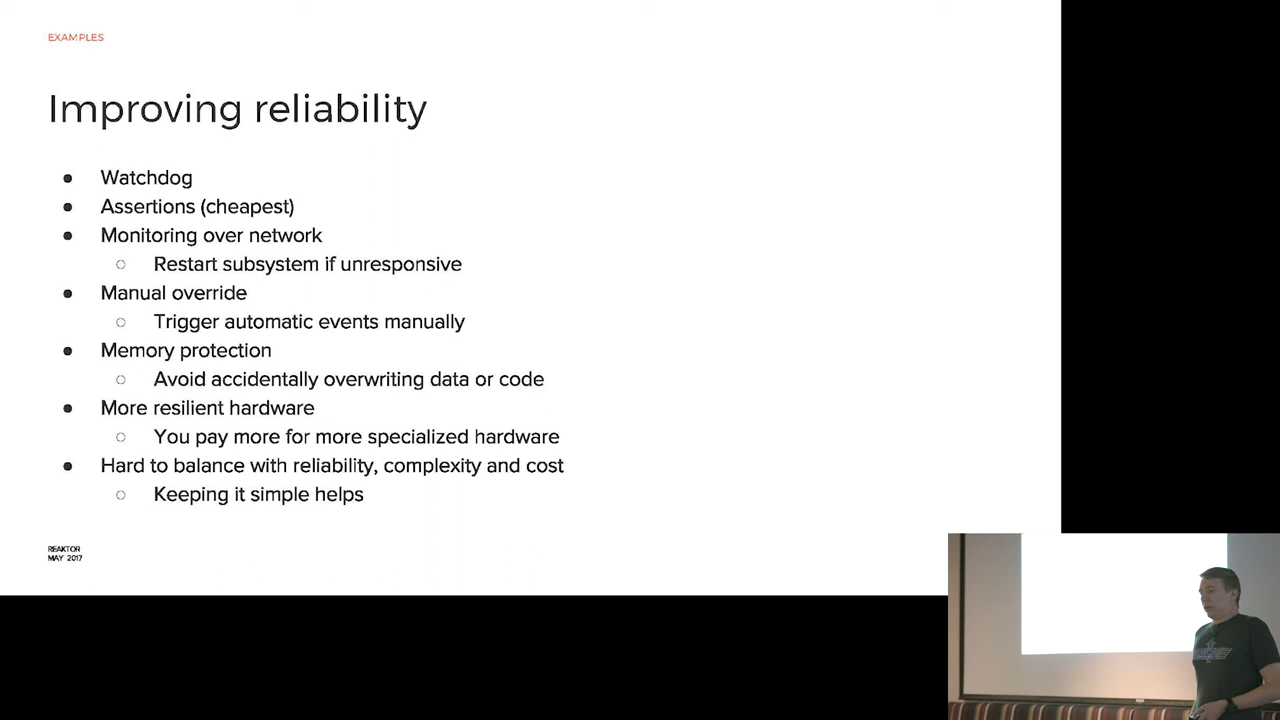 EXAMPLES
Improving reliability
● Watchdog
● Assertions (cheapest)
● Monitoring over network
○ Restart subsystem if unresponsive
● Manual override
○ Trigger automatic events manually
● Memory protection
○ Avoid accidentally overwriting data or code
● More resilient hardware
○ You pay more for more specialized hardware
● Hard to balance with reliability, complexity and cost
○ Keeping it simple helps
REAKTOR
MAY 2017